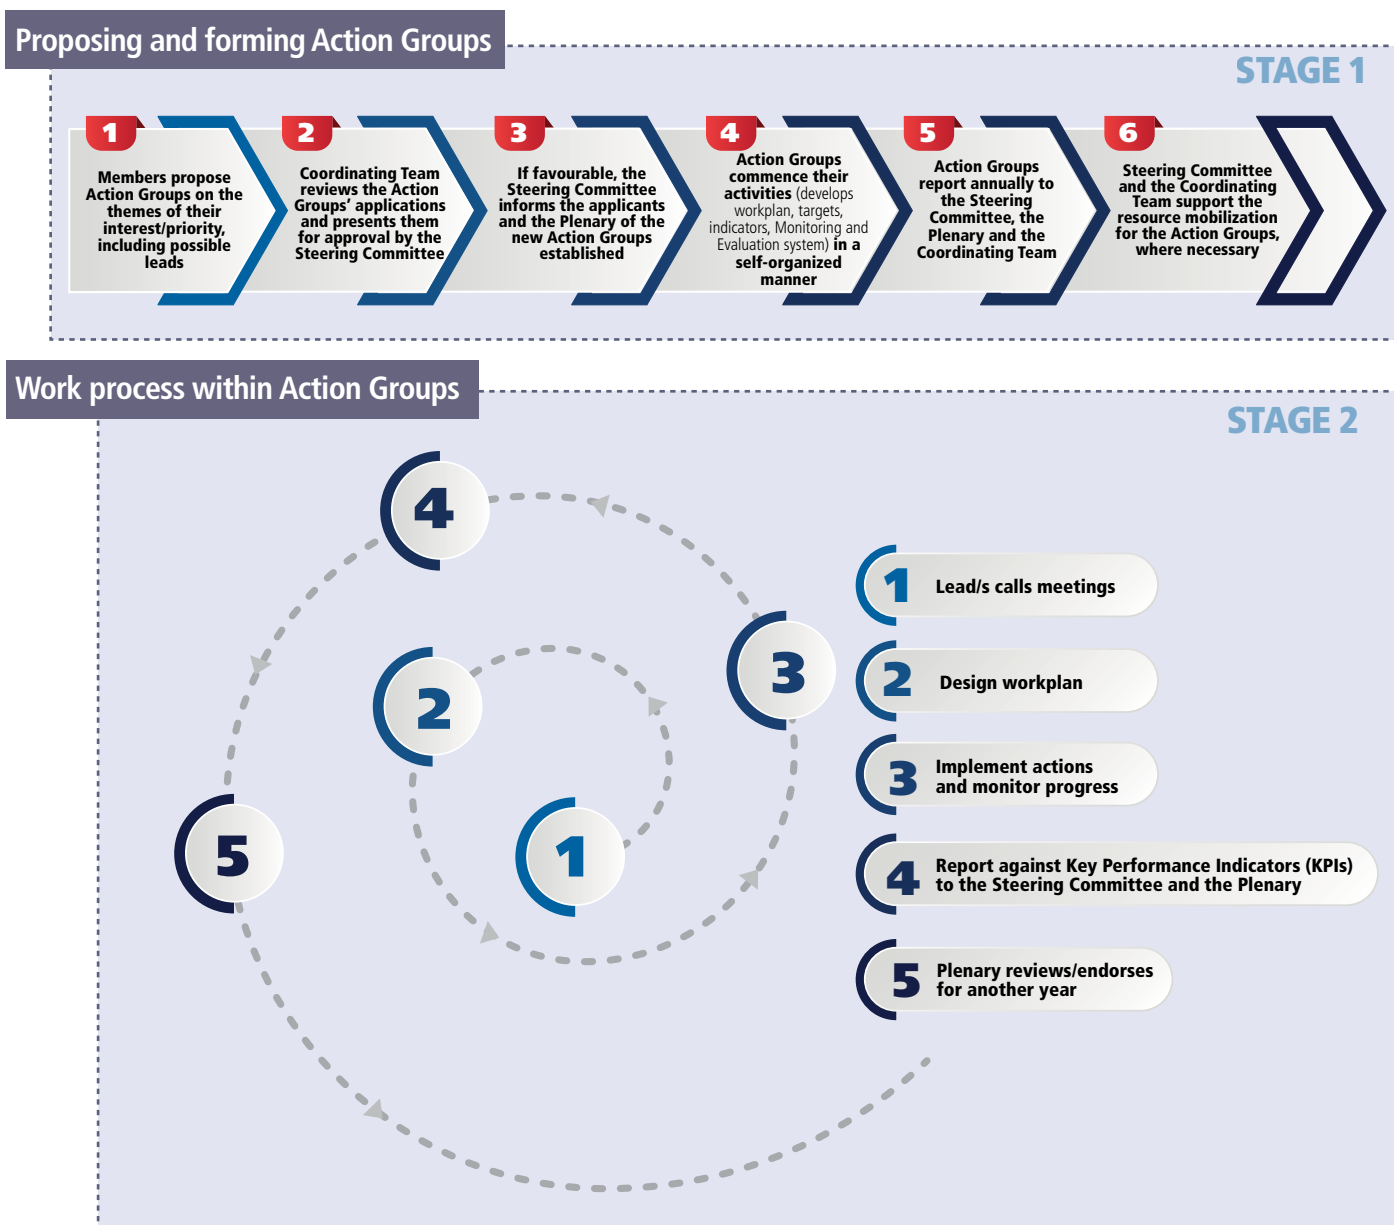 Proposing and forming Action Groups
STAGE 1
1
Members propose
Action Groups on the
themes of their
interest/priority,
including possible
leads
2
Coordinating Team
reviews the Action
Groups’ applications
and presents them
for approval by the
Steering Committee
3
If favourable, the
Steering Committee
informs the applicants
and the Plenary of the
new Action Groups
established
4
Action Groups
commence their
activities (develops
workplan, targets,
indicators, Monitoring and
Evaluation system) in a
self-organized
manner
5
Action Groups
report annually to
the Steering
Committee, the
Plenary and the
Coordinating Team
6
Steering Committee
and the Coordinating
Team support the
resource mobilization
for the Action Groups,
where necessary
Work process within Action Groups
STAGE 2
4
2
3
5
1
1
Lead/s calls meetings
2
Design workplan
3
Implement actions
and monitor progress
4
Report against Key Performance Indicators (KPIs)
to the Steering Committee and the Plenary
5
Plenary reviews/endorses
for another year